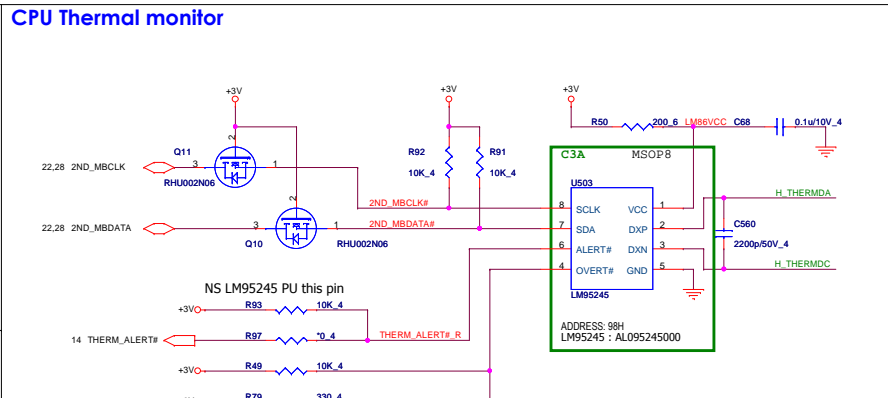 CPU Thermal monitor
+3V
+3V
+3V
R50
200_6
LM86VCC
C68
0.1u/10V_4
Q11
2
3
1
22,28 2ND_MBCLK
RHU002N06
R92
10K_4
R91
10K_4
C3A
MSOP8
U503
2ND_MBCLK#
8 SCLK
VCC 1
H_THERMDA
22,28 2ND_MBDATA
2
3
1
2ND_MBDATA#
7 SDA
DXP 2
C560
2200p/50V_4
Q10
RHU002N06
6 ALERT#
DXN 3
4 OVERT#
GND 5
H_THERMDC
LM95245
NS LM95245 PU this pin
+3V
R93
10K_4
ADDRESS: 98H
LM95245 : AL095245000
14 THERM_ALERT#
R97
*0_4
THERM_ALERT#_R
+3V
R49
10K_4
R79
330_4